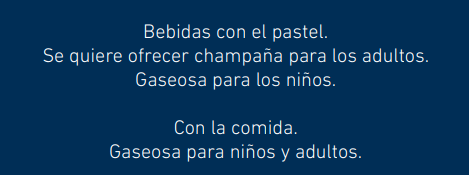 Bebidas con el pastel.
Se quiere ofrecer champaña para los adultos.
Gaseosa para los niños.
Con la comida.
Gaseosa para niños y adultos.